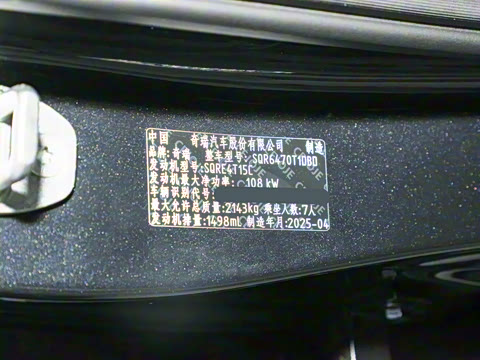 中国 奇瑞汽车股份有限公司 制造
品牌:奇瑞 整车型号:SQR6470T1DBD
发动机型号:SQRE4T15C
发动机最大净功率: 108 kW
车辆识别代号:
最大允许总质量:2143kg 乘坐人数:7人
发动机排量:1498mL 制造年月:2025-04